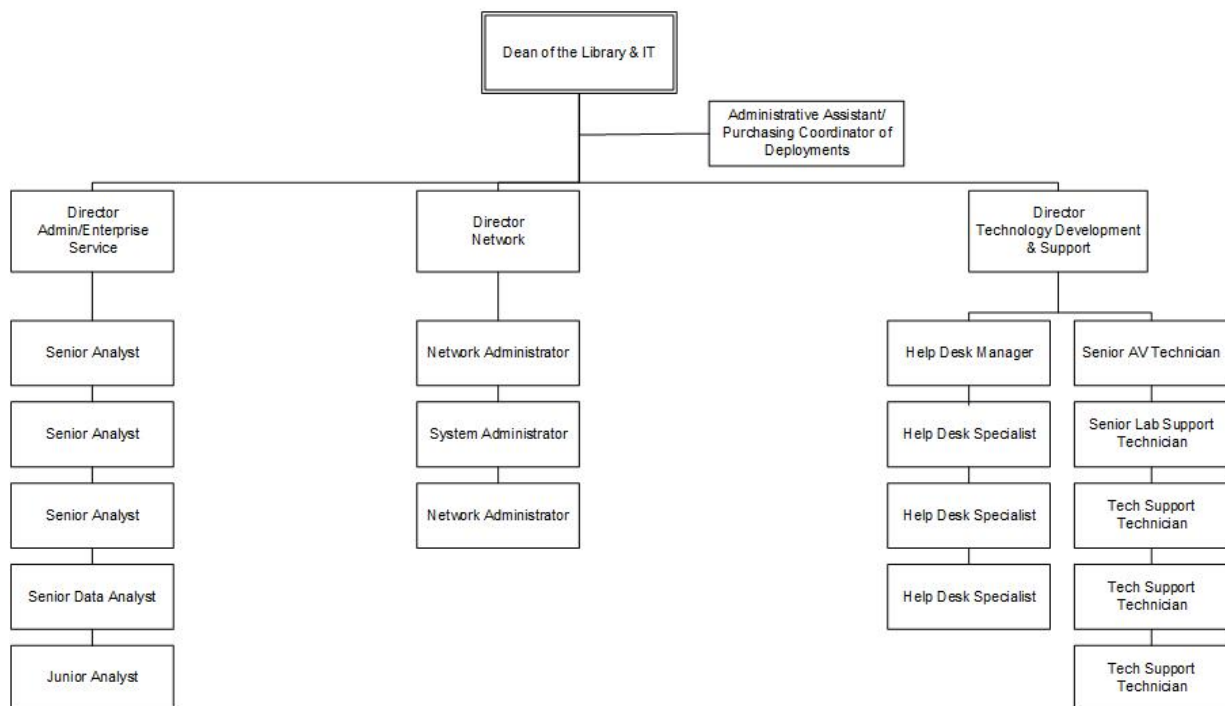 Dean of the Library & IT
Administrative Assistant/
Purchasing Coordinator of
Deployments
Director
Admin/Enterprise
Service
Director
Network
Director
Technology Development
& Support
Senior Analyst
Senior Analyst
Senior Analyst
Senior Data Analyst
Junior Analyst
Network Administrator
System Administrator
Network Administrator
Help Desk Manager
Help Desk Specialist
Help Desk Specialist
Help Desk Specialist
Senior AV Technician
Senior Lab Support
Technician
Tech Support
Technician
Tech Support
Technician
Tech Support
Technician